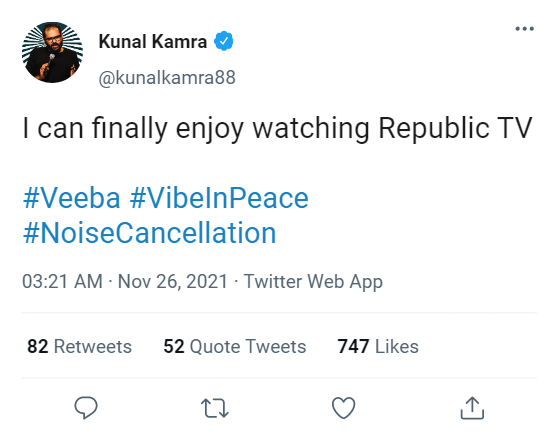 Kunal Kamra
@kunalkamra88
I can finally enjoy watching Republic TV
#Veeba #VibeInPeace
#NoiseCancellation
03:21 AM · Nov 26, 2021 · Twitter Web App
82 Retweets 52 Quote Tweets 747 Likes